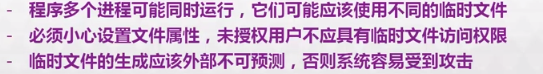 - 程序多个进程可能同时运行，它们可能应该使用不同的临时文件
- 必须小心设置文件属性，未授权用户不应具有临时文件访问权限
- 临时文件的生成应该外部不可预测，否则系统容易受到攻击